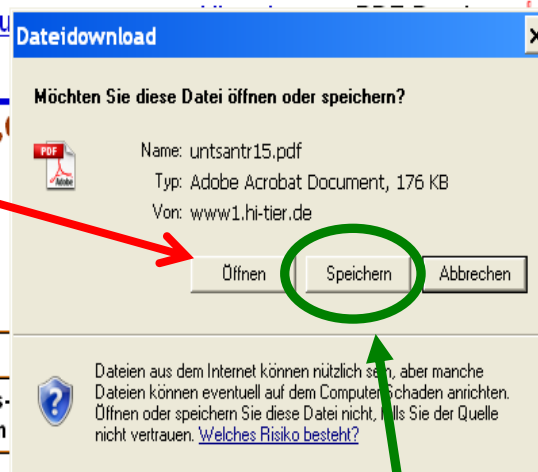 Dateidownload
Möchten Sie diese Datei öffnen oder speichern?
PDF
Adobe
Name: untsantr15.pdf
Typ: Adobe Acrobat Document, 176 KB
Von: www1.hi-tier.de
Öffnen Speichern Abbrechen
Dateien aus dem Internet können nützlich sein, aber manche
Dateien können eventuell auf dem Computer Schaden anrichten.
Öffnen oder speichern Sie diese Datei nicht, falls Sie der Quelle
nicht vertrauen. Welches Risiko besteht?